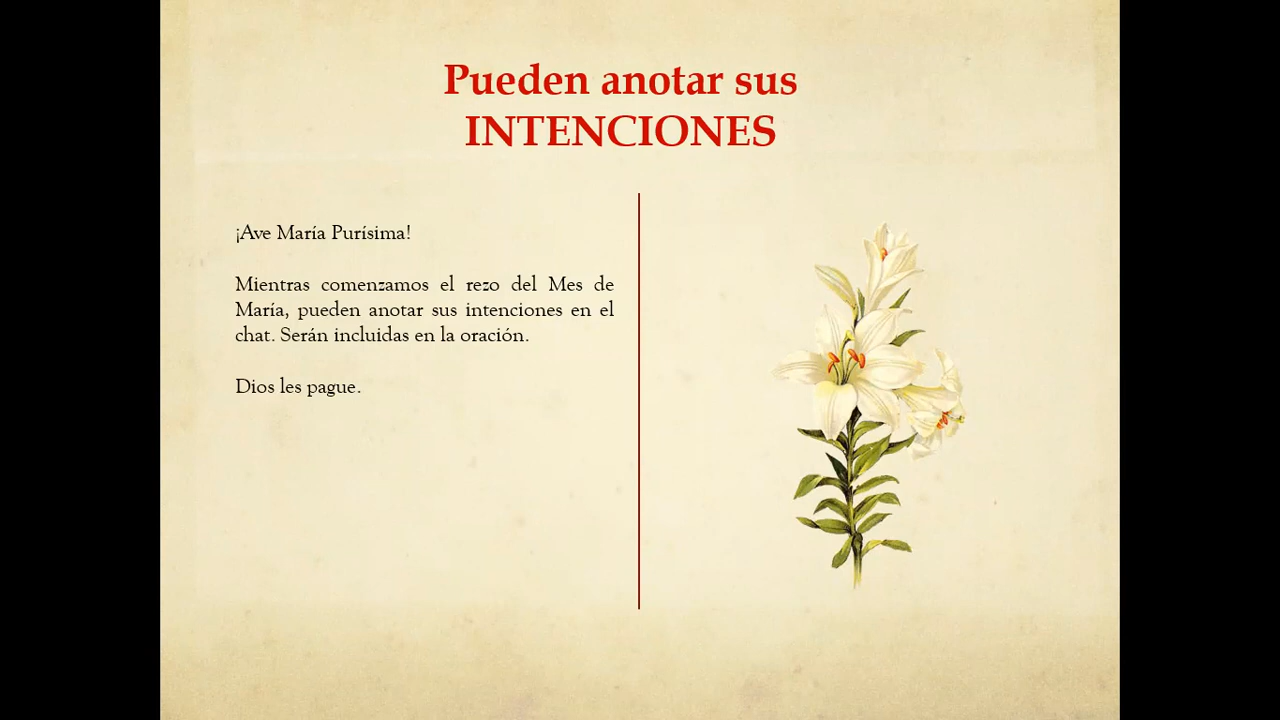 Pueden anotar sus
INTENCIONES
¡Ave María Purísima!
Mientras comenzamos el rezo del Mes de
María, pueden anotar sus intenciones en el
chat. Serán incluidas en la oración.
Dios les pague.